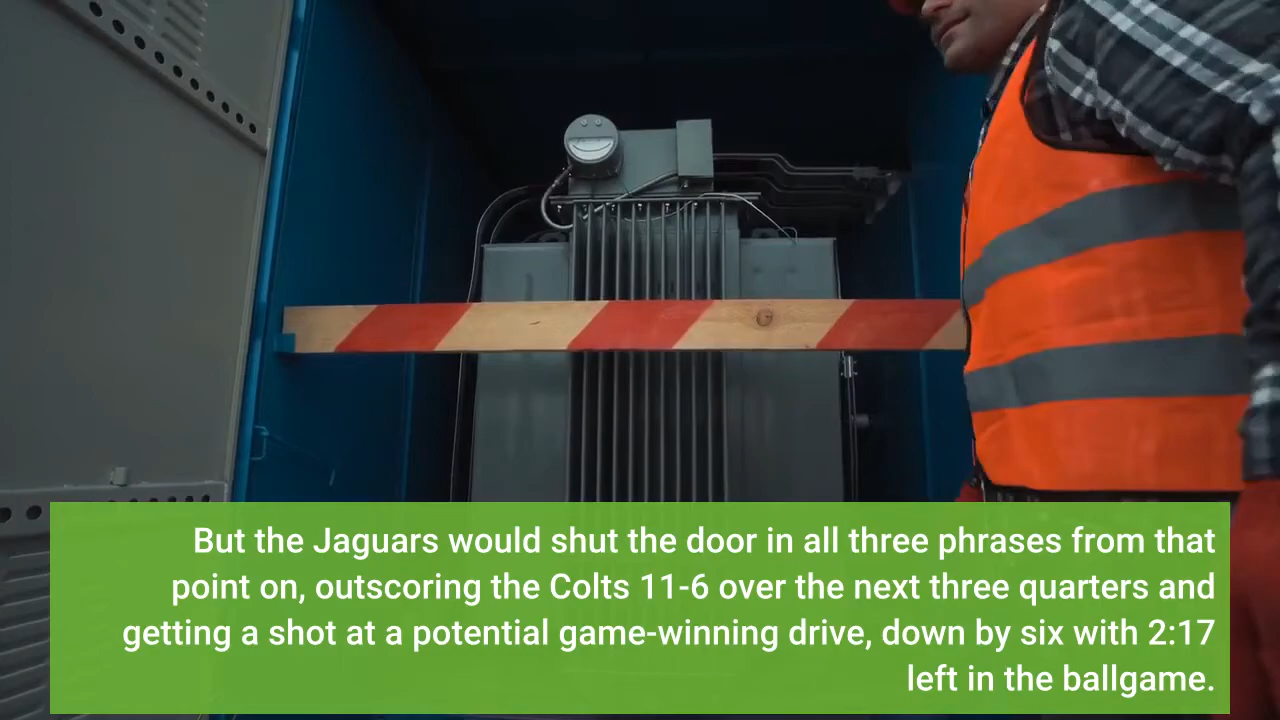 But the Jaguars would shut the door in all three phrases from that
point on, outscoring the Colts 11-6 over the next three quarters and
getting a shot at a potential game-winning drive, down by six with 2:17
left in the ballgame.